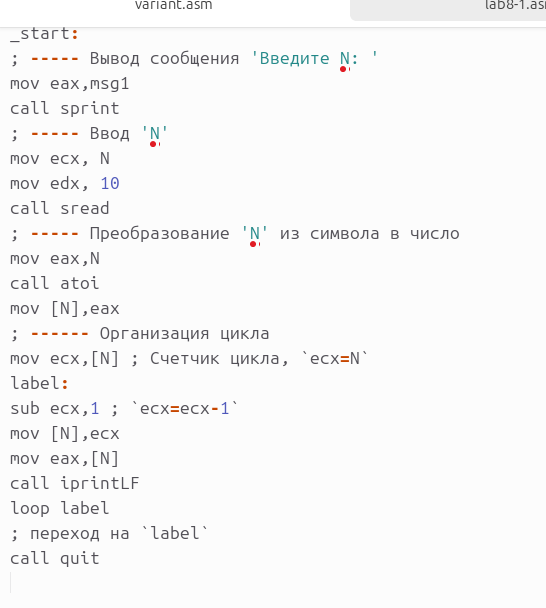 variant.asm lab8-1.asm
_start:
; ----- Вывод сообщения 'Введите N: '
mov eax,msg1
call sprint
; ----- Ввод 'N'
mov ecx, N
mov edx, 10
call sread
; ----- Преобразование 'N' из символа в число
mov eax,N
call atoi
mov [N],eax
; ------ Организация цикла
mov ecx,[N] ; Счетчик цикла, `ecx=N`
label:
sub ecx,1 ; `ecx=ecx-1`
mov [N],ecx
mov eax,[N]
call iprintLF
loop label
; переход на `label`
call quit